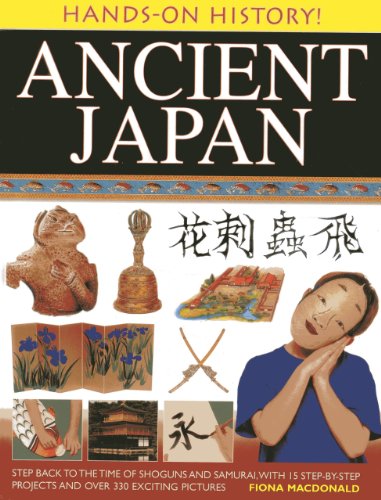 HANDS-ON HISTORY!
ANCIENT
JAPAN
花刺蟲飛
永
STEP BACK TO THE TIME OF SHOGUNS AND SAMURAI, WITH 15 STEP-BY-STEP
PROJECTS AND OVER 330 EXCITING PICTURES FIONA MACDONALD